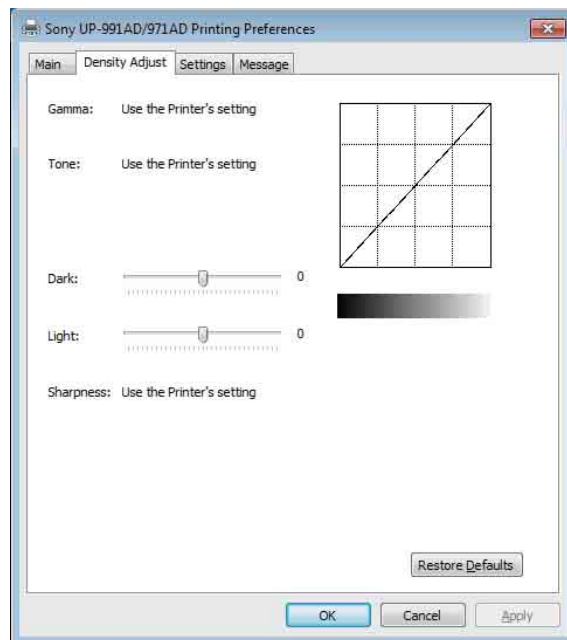 Sony UP-991AD/971AD Printing Preferences
Main Density Adjust Settings Message
Gamma: Use the Printer's setting
Tone: Use the Printer's setting
Dark: 0
Light: 0
Sharpness: Use the Printer's setting
Restore Defaults
OK Cancel Apply